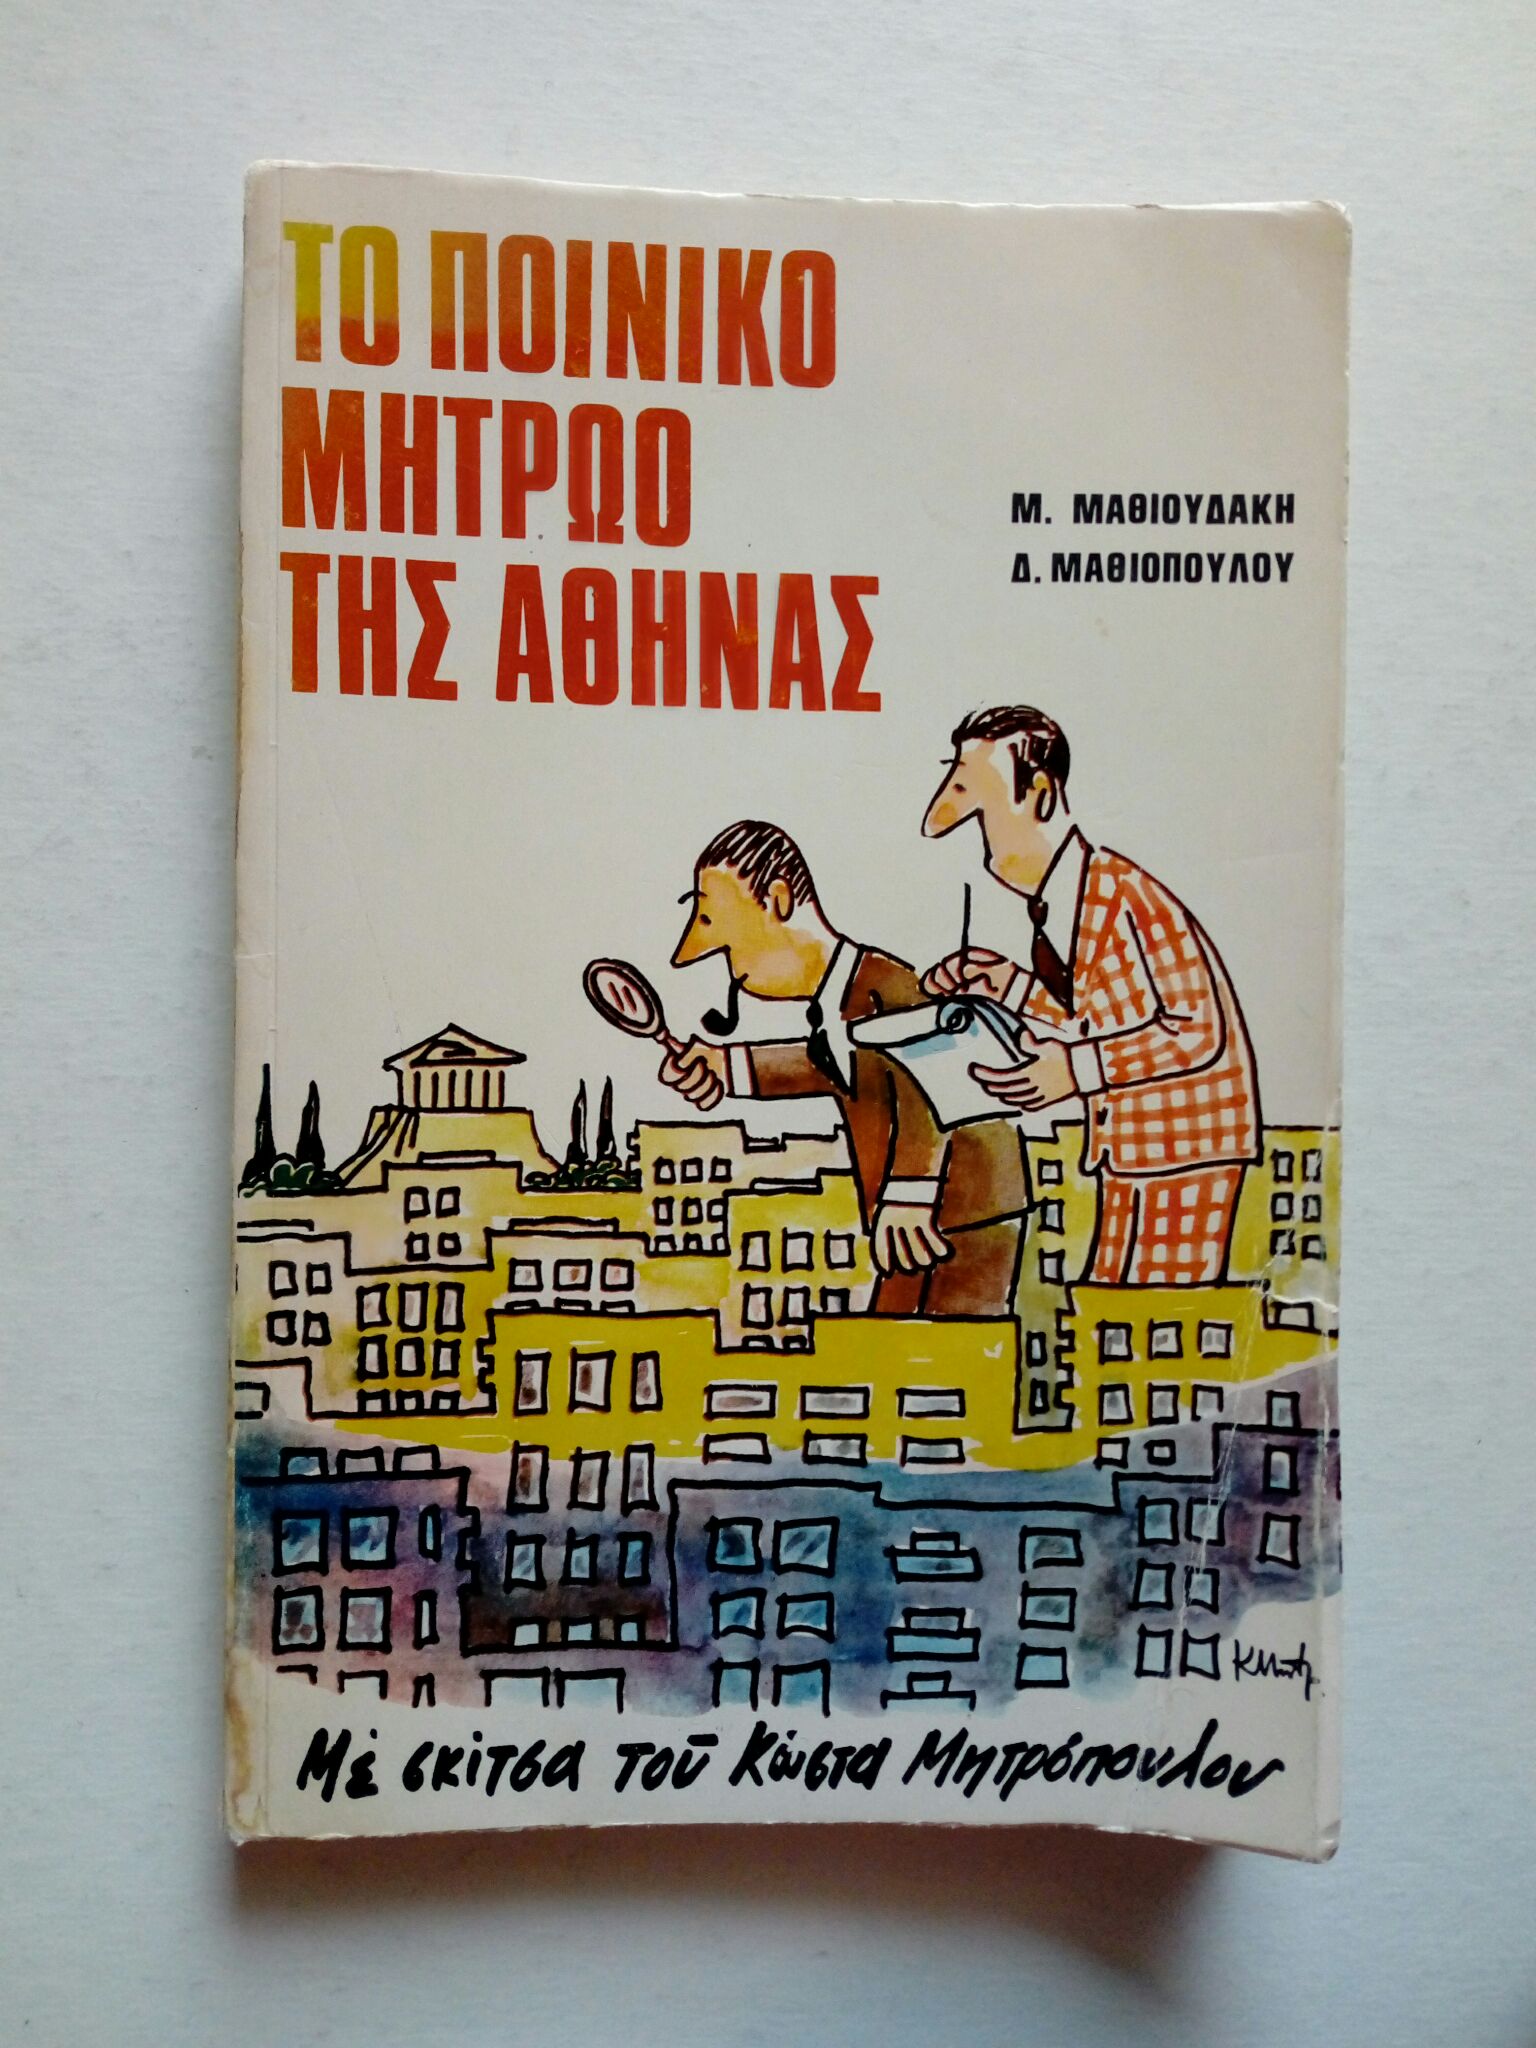 ΤΟ ΠΟΙΝΙΚΟ
ΜΗΤΡΩΟ
ΤΗΣ ΑΘΗΝΑΣ
Μ. ΜΑΘΙΟΥΔΑΚΗ
Δ. ΜΑΘΙΟΠΟΥΛΟΥ
Μὲ σκίτσα τοῦ Κώστα Μητρόπουλου